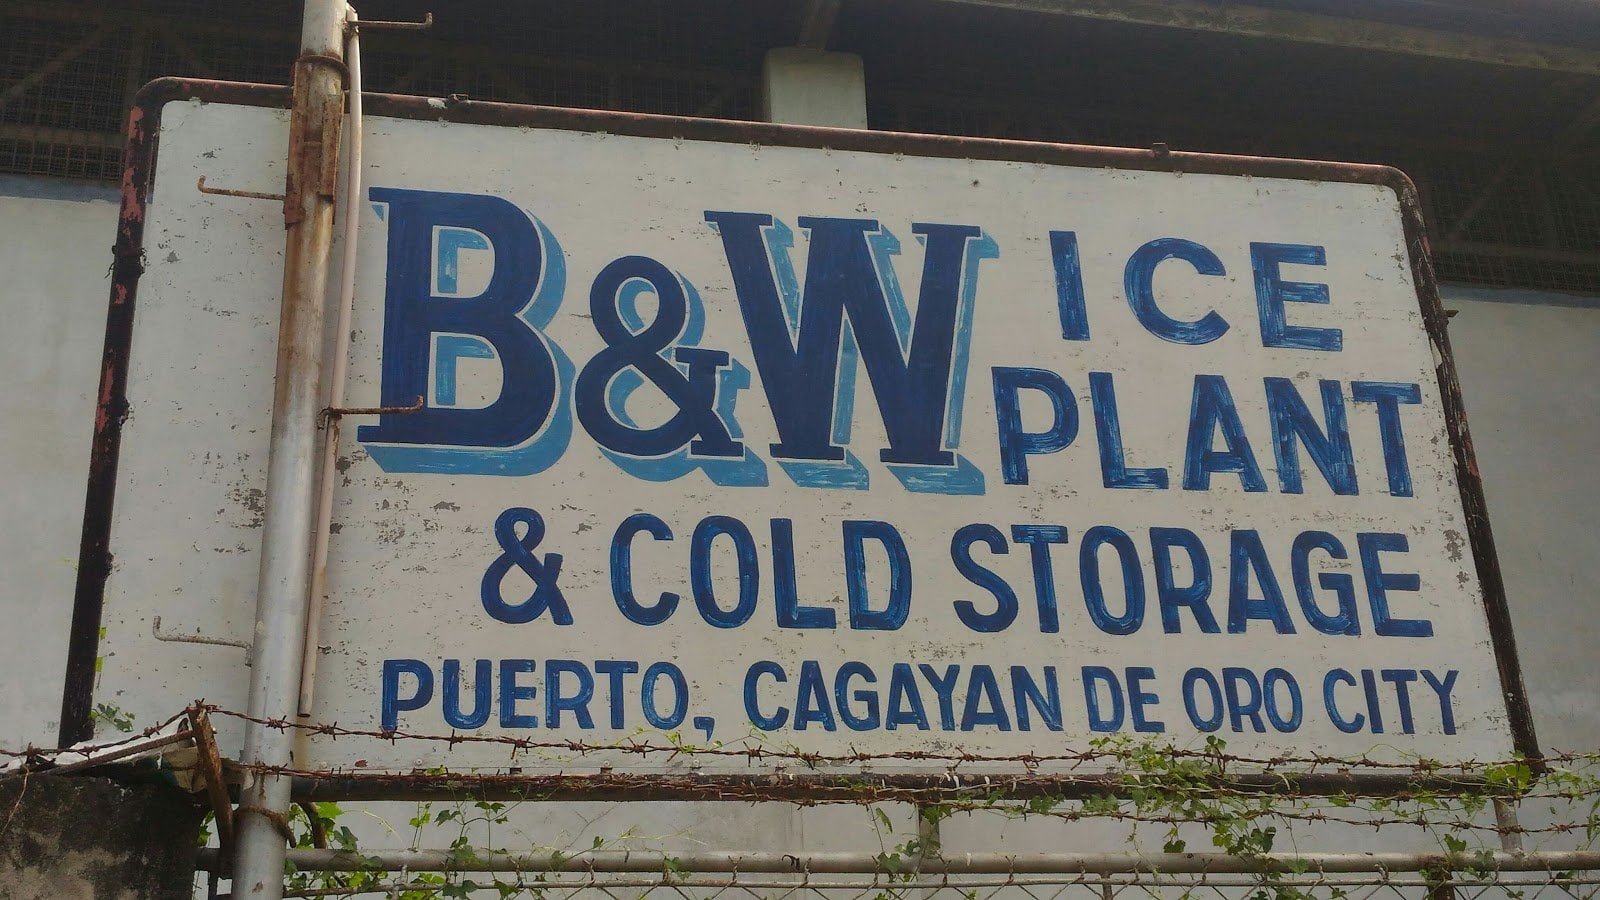 B&W ICE
PLANT
& COLD STORAGE
PUERTO, CAGAYAN DE ORO CITY